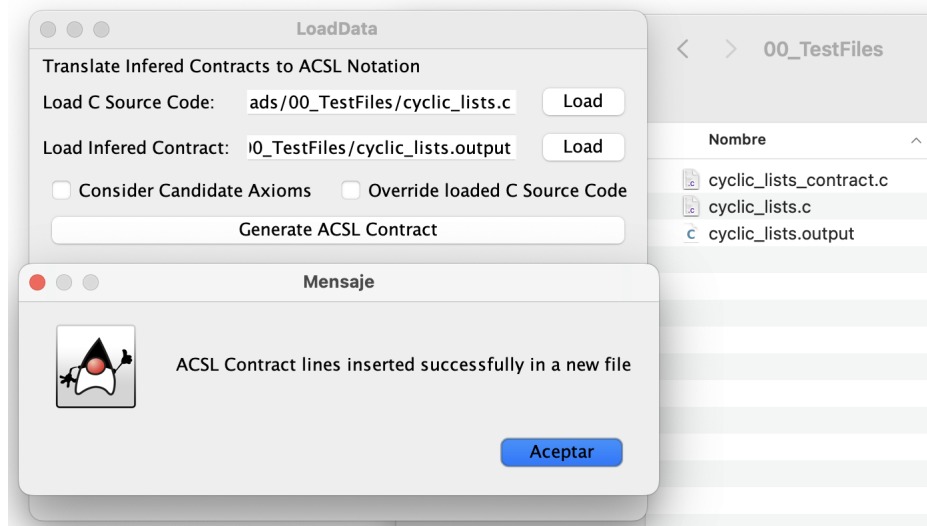 LoadData
Translate Infered Contracts to ACSL Notation
Load C Source Code: ads/00_TestFiles/cyclic_lists.c Load
Load Infered Contract: 00_TestFiles/cyclic_lists.output Load
Consider Candidate Axioms Override loaded C Source Code
Generate ACSL Contract
Mensaje
ACSL Contract lines inserted successfully in a new file
Aceptar
00_TestFiles
Nombre
.c cyclic_lists_contract.c
.c cyclic_lists.c
C cyclic_lists.output